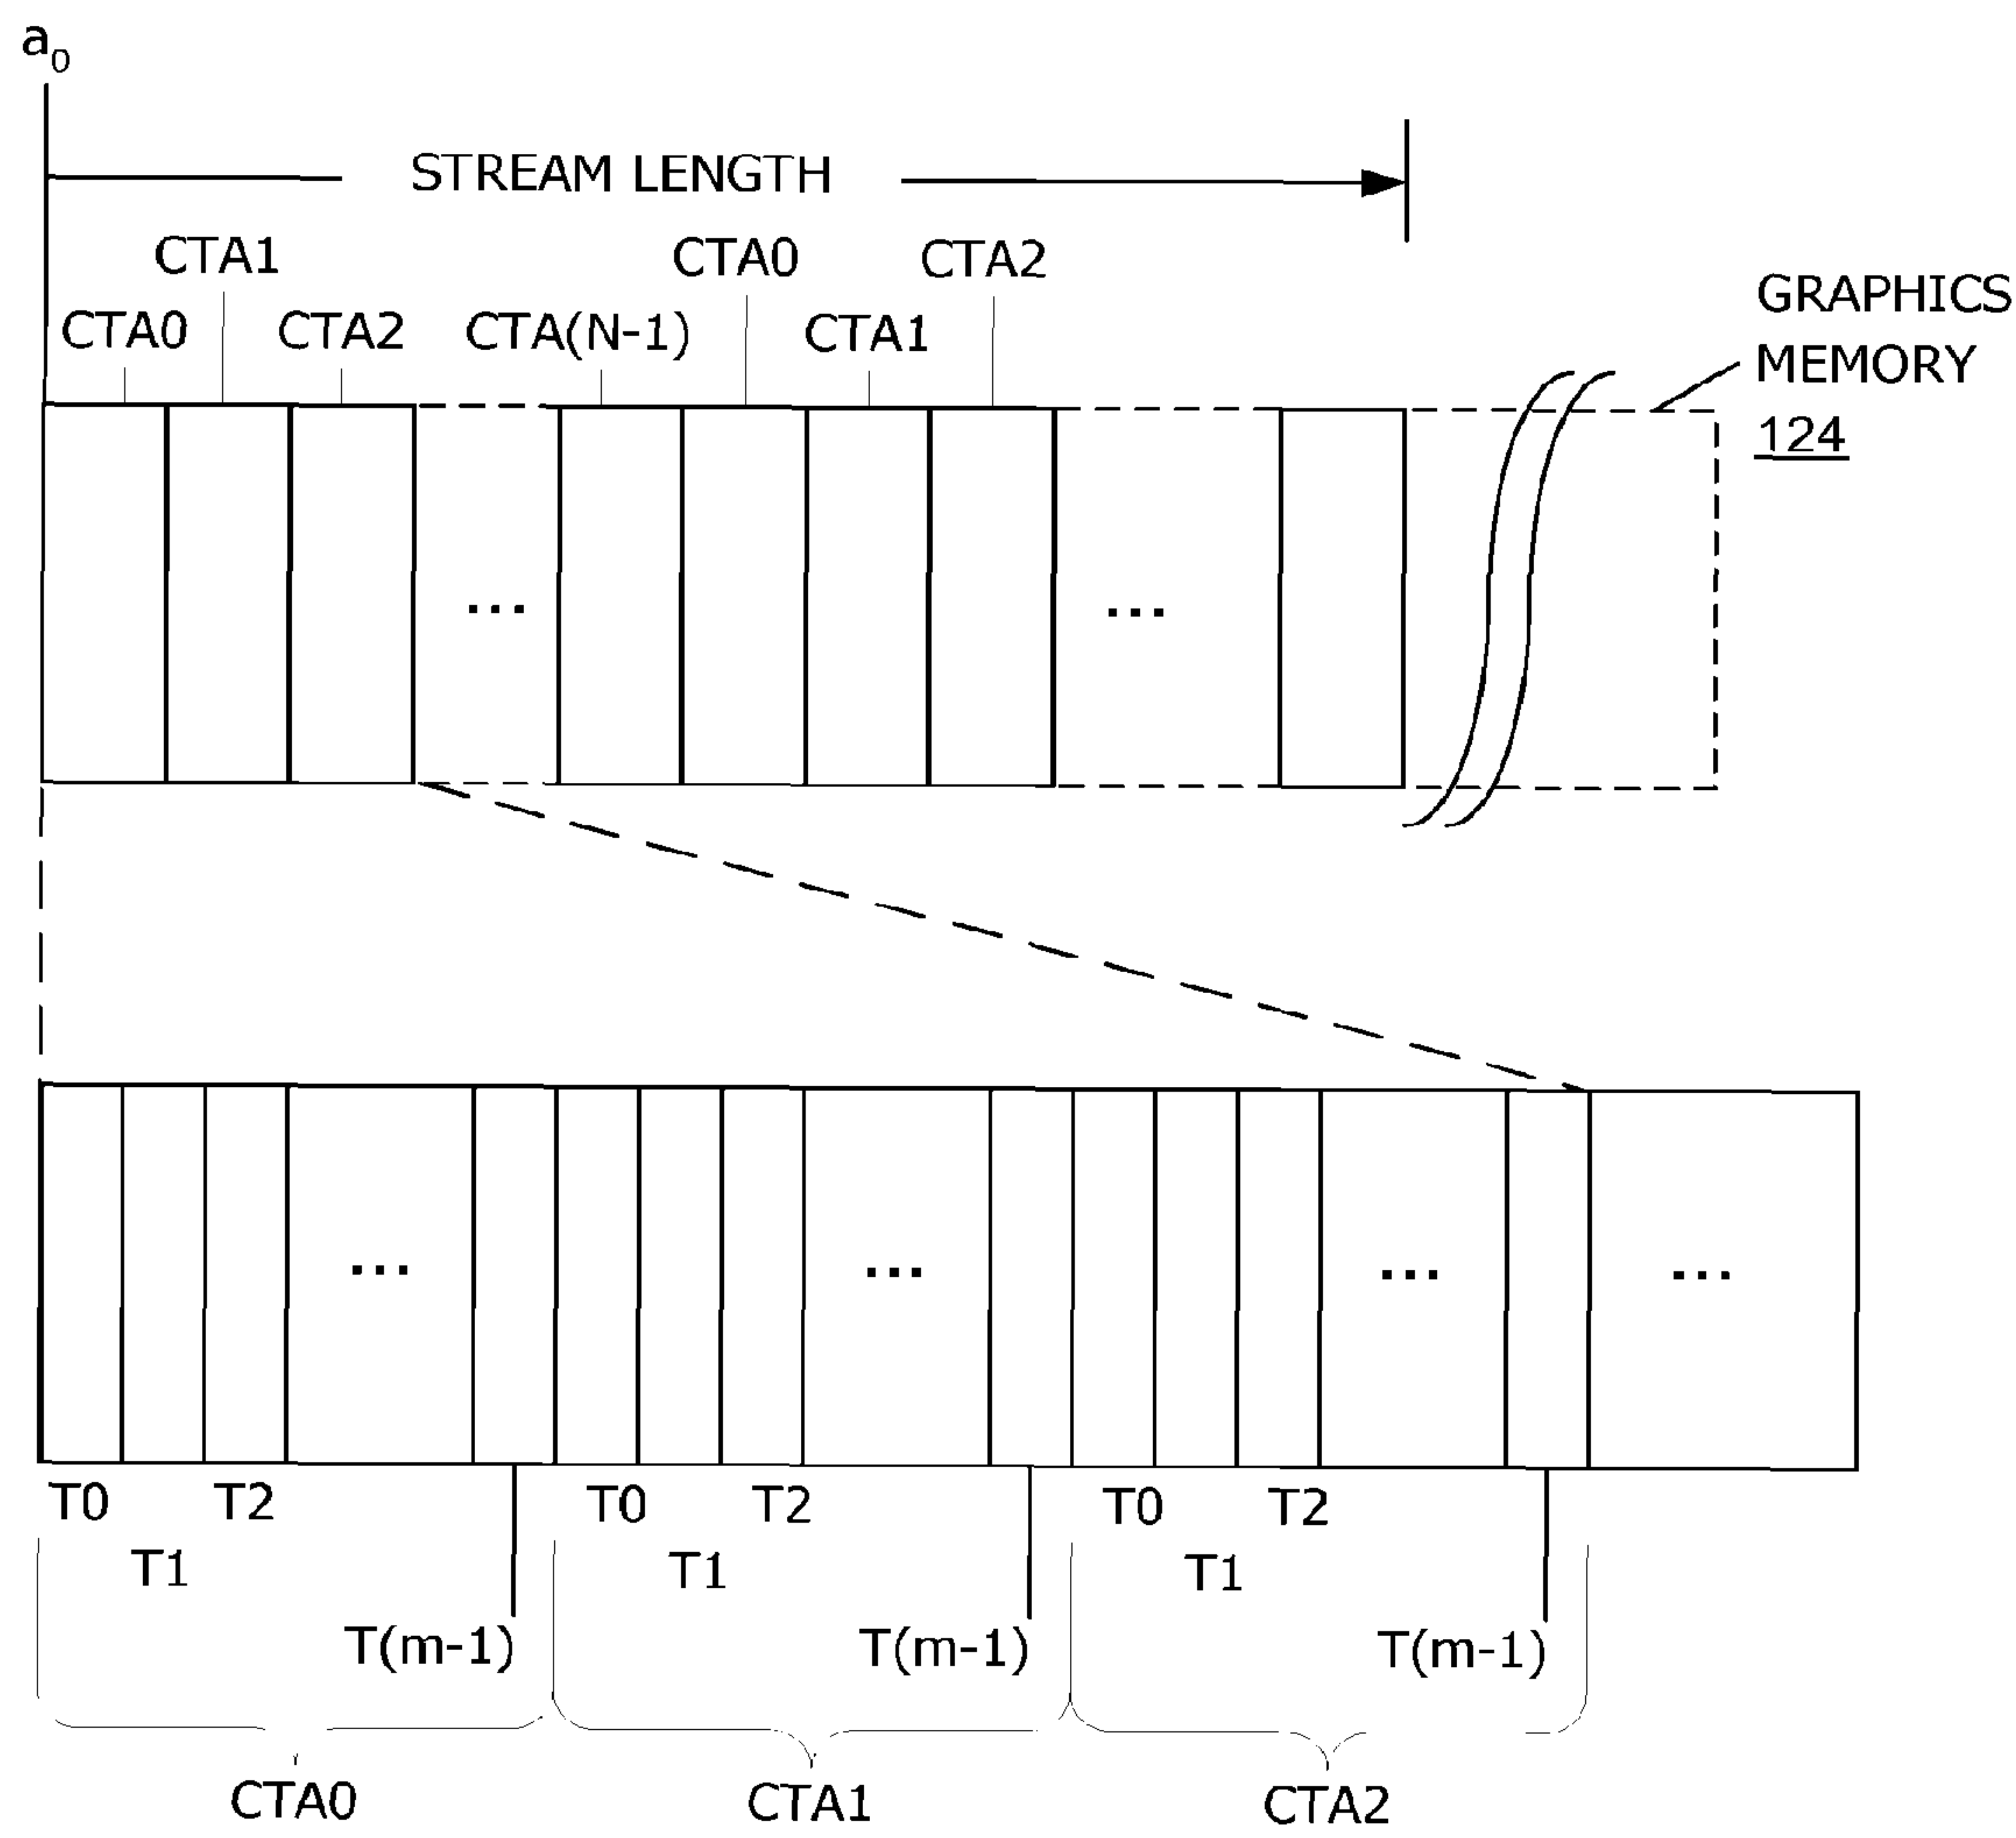 a0
STREAM LENGTH
CTA1
CTA0
CTA2
CTA0
CTA2
CTA(N-1)
CTA1
GRAPHICS
MEMORY
124
...
...
...
...
...
...
T0
T2
T0
T2
T0
T2
T1
T1
T1
T(m-1)
T(m-1)
T(m-1)
CTA0
CTA1
CTA2